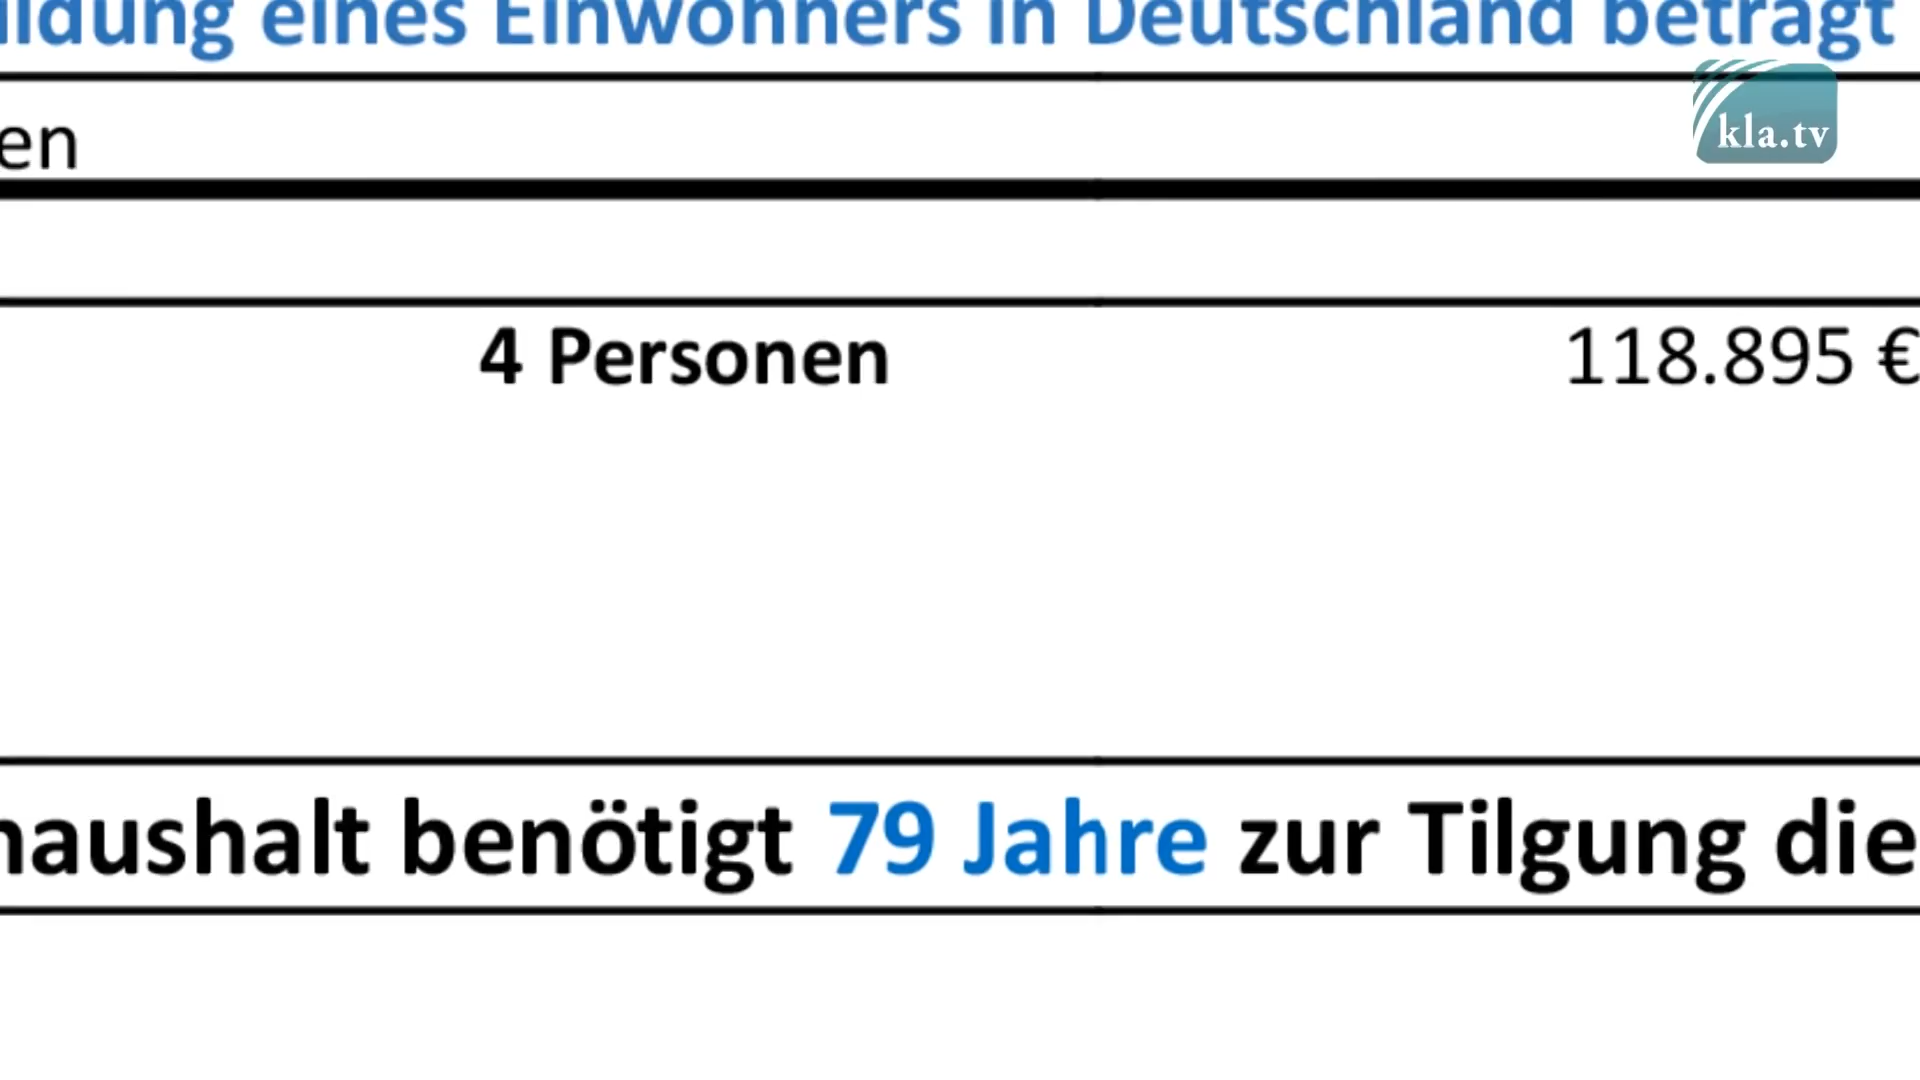 ildung eines Einwohners in Deutschland beträgt
kla.tv
en
4 Personen 118.895 €
haushalt benötigt 79 Jahre zur Tilgung die